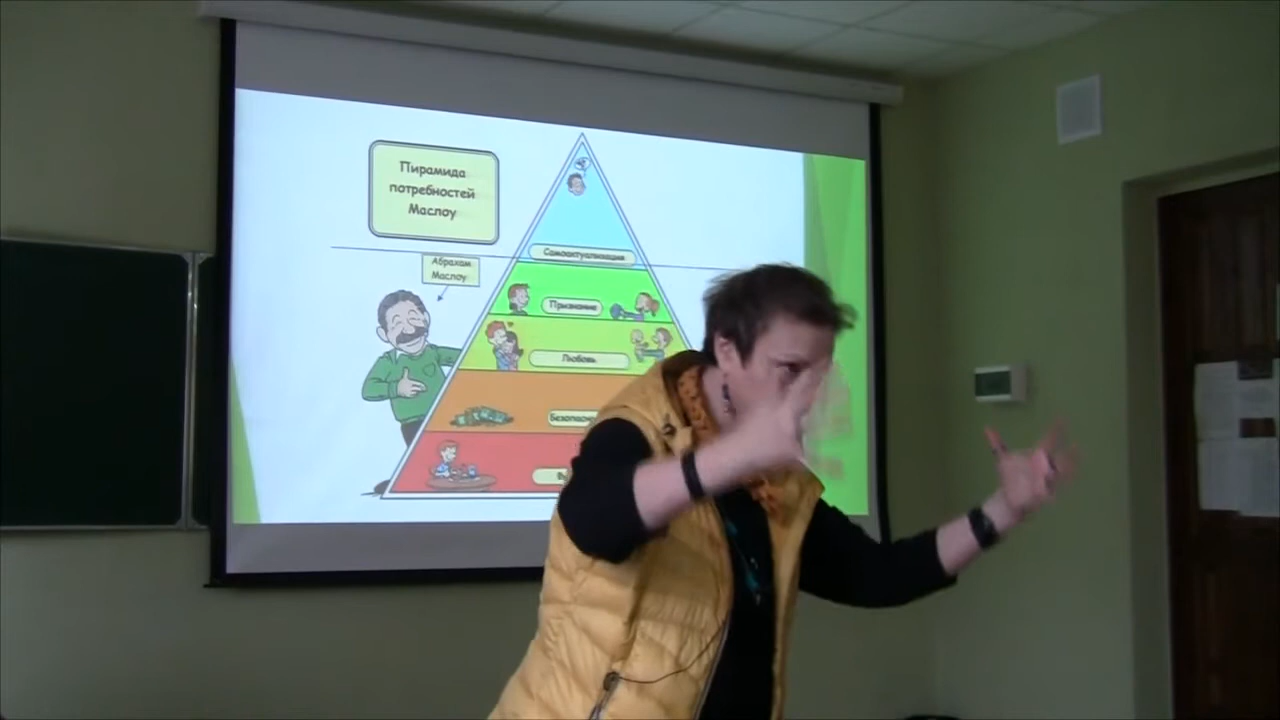 Пирамида
потребностей
Маслоу
Абрахам
Маслоу
Самоактуализация
Признание
Любовь